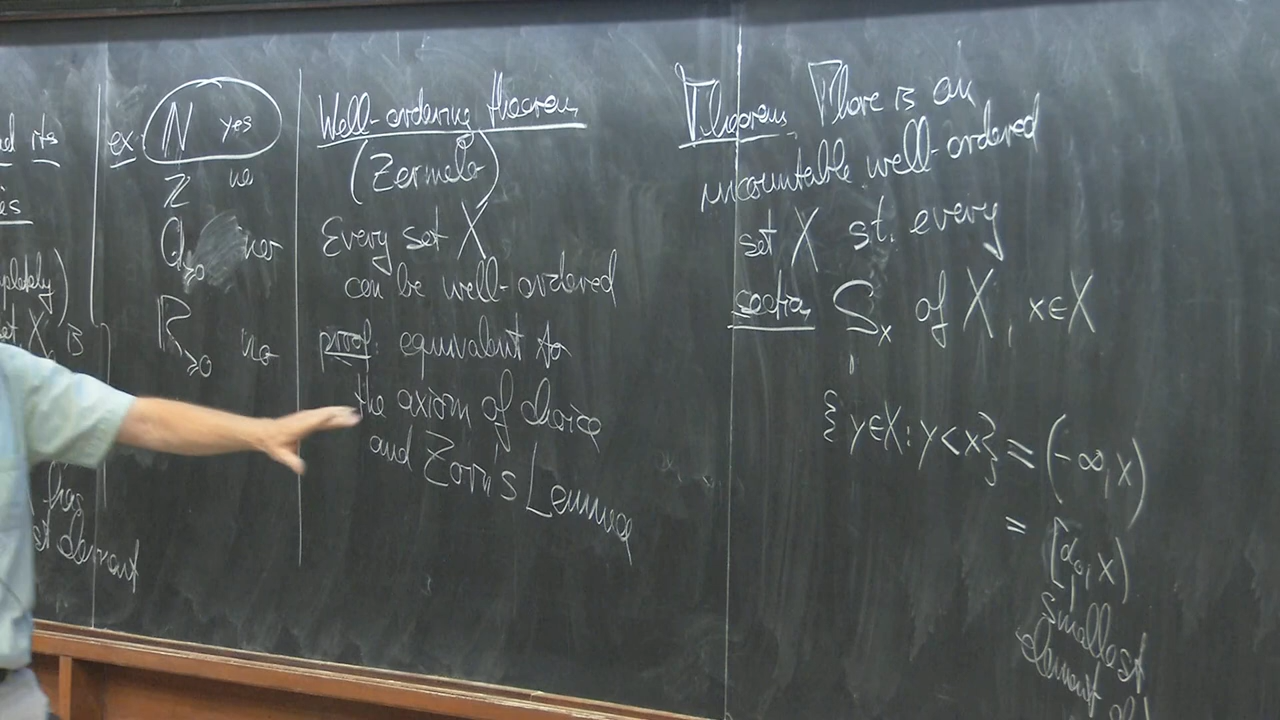 its
ex: N yes
Z no
Q≥0 no
R≥0 no
has
Well-ordering theorem
(Zermelo)
Every set X
can be well-ordered
proof: equivalent to
the axiom of choice
and Zorn's Lemma
Theorem. There is an
uncountable well-ordered
set X s.t. every
section Sx of X, x∈X
{y∈X: y<x} = (-∞, x)
= [a₀, x)
smallest
element